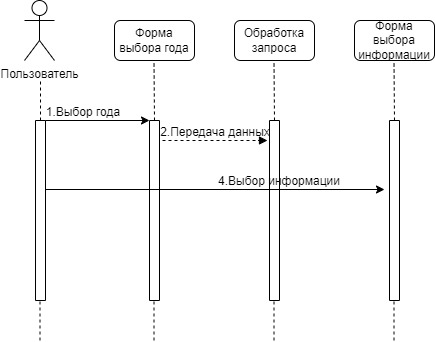 Форма
выбора года
Обработка
запроса
Форма
выбора
информации
Пользователь
1.Выбор года
2.Передача данных
4.Выбор информации